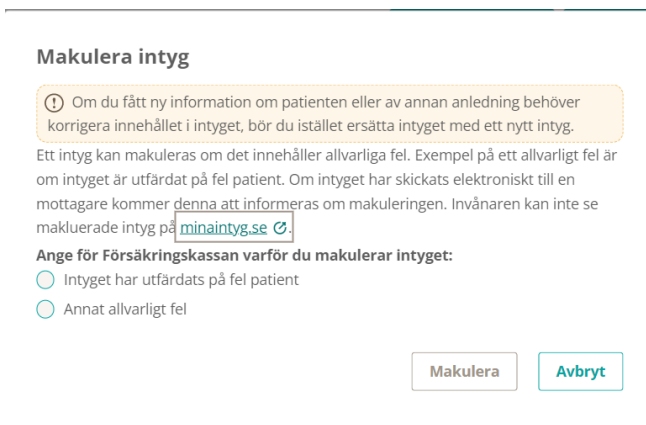 Makulera intyg
Om du fått ny information om patienten eller av annan anledning behöver
korrigera innehållet i intyget, bör du istället ersätta intyget med ett nytt intyg.
Ett intyg kan makuleras om det innehåller allvarliga fel. Exempel på ett allvarligt fel är
om intyget är utfärdat på fel patient. Om intyget har skickats elektroniskt till en
mottagare kommer denna att informeras om makuleringen. Invånaren kan inte se
makluerade intyg på minaintyg.se.
Ange för Försäkringskassan varför du makulerar intyget:
Intyget har utfärdats på fel patient
Annat allvarligt fel
Makulera Avbryt